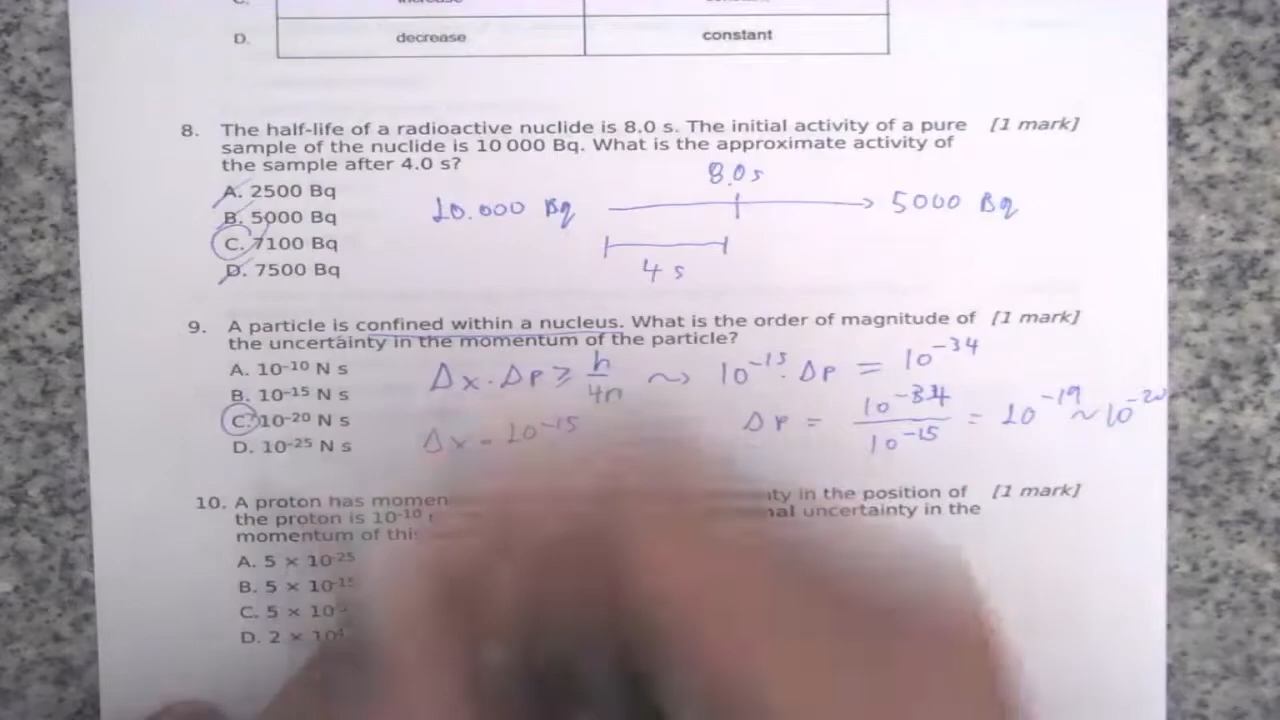 D. decrease constant
8. The half-life of a radioactive nuclide is 8.0 s. The initial activity of a pure [1 mark]
sample of the nuclide is 10 000 Bq. What is the approximate activity of
the sample after 4.0 s?
8.0 s
A. 2500 Bq
B. 5000 Bq
10.000 Bq 5000 Bq
C. 7100 Bq
D. 7500 Bq
4 s
9. A particle is confined within a nucleus. What is the order of magnitude of [1 mark]
the uncertainty in the momentum of the particle?
A. 10⁻¹⁰ N s
B. 10⁻¹⁵ N s
C. 10⁻²⁰ N s
D. 10⁻²⁵ N s
Δx · Δp ≥ h/4π ~> 10⁻¹⁵ · Δp = 10⁻³⁴
Δx = 10⁻¹⁵
Δp = 10⁻³⁴/10⁻¹⁵ = 10⁻¹⁹ ~ 10⁻²⁰
10. A proton has in the position of [1 mark]
the proton is 10⁻¹⁰ uncertainty in the
momentum of
A. 5 × 10⁻²⁵
B. 5 × 10⁻¹⁵
C. 5 × 10
D. 2 × 10